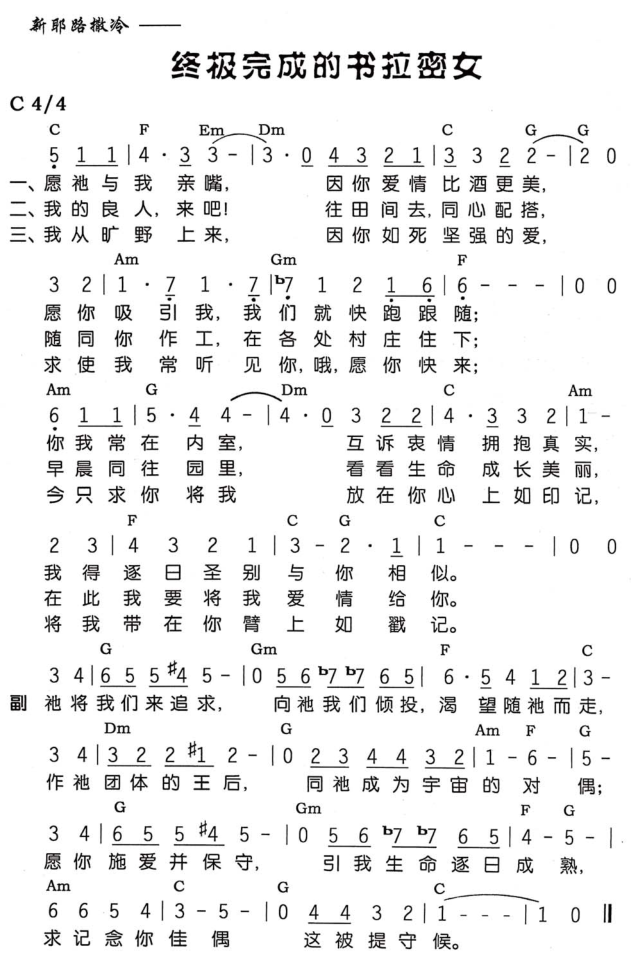 新耶路撒冷 ——
终极完成的书拉密女
C 4/4
C F Em Dm C G G
5 1 1 | 4 · 3 3 - | 3 · 0 4 3 2 1 | 3 3 2 2 - | 2 0
一、愿祂与我 亲嘴, 因你爱情比酒更美,
二、我的良人,来吧! 往田间去,同心配搭,
三、我从旷野上来, 因你如死坚强的爱,
Am Gm F
3 2 | 1 · 7 1 · 7 | b7 1 2 1 6 | 6 - - - | 0 0
愿你吸引我,我们就快跑跟随;
随同你作工,在各处村庄住下;
求使我常听见你,哦,愿你快来;
Am G Dm C Am
6 1 1 | 5 · 4 4 - | 4 · 0 3 2 2 | 4 · 3 3 2 | 1 -
你我常在内室, 互诉衷情拥抱真实,
早晨同往园里, 看看生命成长美丽,
今只求你将我 放在你心上如印记,
F C G C
2 3 | 4 3 2 1 | 3 - 2 · 1 | 1 - - - | 0 0
我得逐日圣别与你相似。
在此我要将我爱情给你。
将我带在你臂上如戳记。
G Gm F C
3 4 | 6 5 5 #4 5 - | 0 5 6 b7 b7 6 5 | 6 · 5 4 1 2 | 3 -
副 祂将我们来追求, 向祂我们倾投,渴望随祂而走,
Dm G Am F G
3 4 | 3 2 2 #1 2 - | 0 2 3 4 4 3 2 | 1 - 6 - | 5 -
作祂团体的王后, 同祂成为宇宙的对偶;
G Gm F G
3 4 | 6 5 5 #4 5 - | 0 5 6 b7 b7 6 5 | 4 - 5 - |
愿你施爱并保守, 引我生命逐日成熟,
Am C G C
6 6 5 4 | 3 - 5 - | 0 4 4 3 2 | 1 - - - | 1 0 ‖
求记念你佳偶 这被提守候。